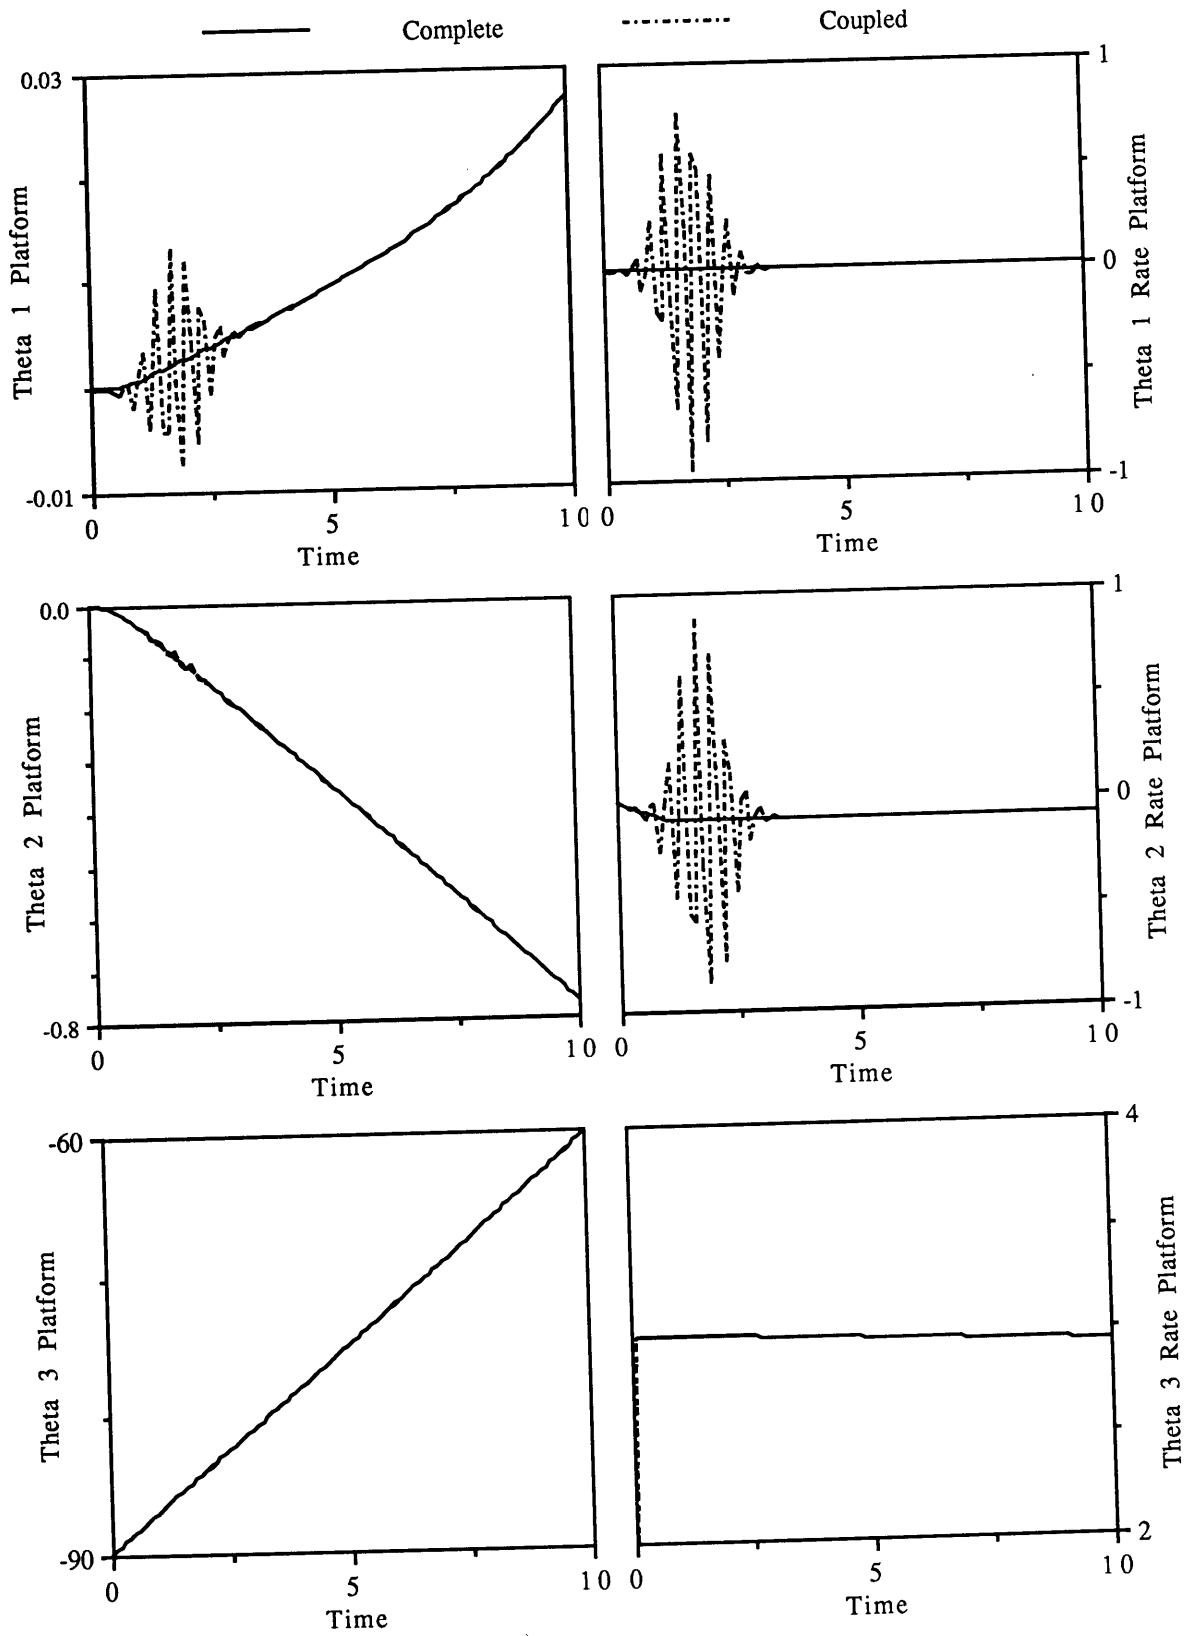 Complete Coupled
0.03
Theta 1 Platform
-0.01
0 5 10
Time
1
0
-1
Theta 1 Rate Platform
0 5 10
Time
0.0
Theta 2 Platform
-0.8
0 5 10
Time
1
0
-1
Theta 2 Rate Platform
0 5 10
Time
-60
Theta 3 Platform
-90
0 5 10
Time
4
2
Theta 3 Rate Platform
0 5 10
Time